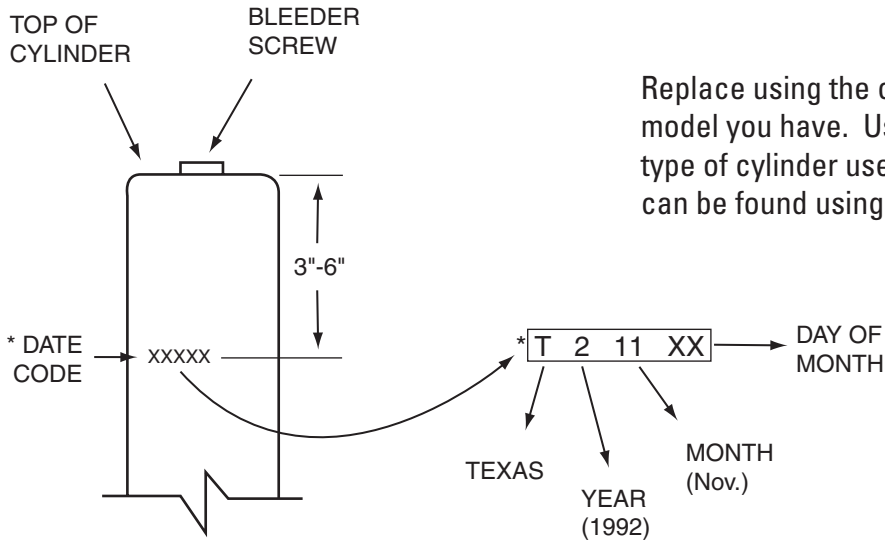 TOP OF
CYLINDER
BLEEDER
SCREW
Replace using the
model you have. Us
type of cylinder use
can be found using
3"-6"
* DATE
CODE
XXXXX
* T 2 11 XX
DAY OF
MONTH
TEXAS
YEAR
(1992)
MONTH
(Nov.)